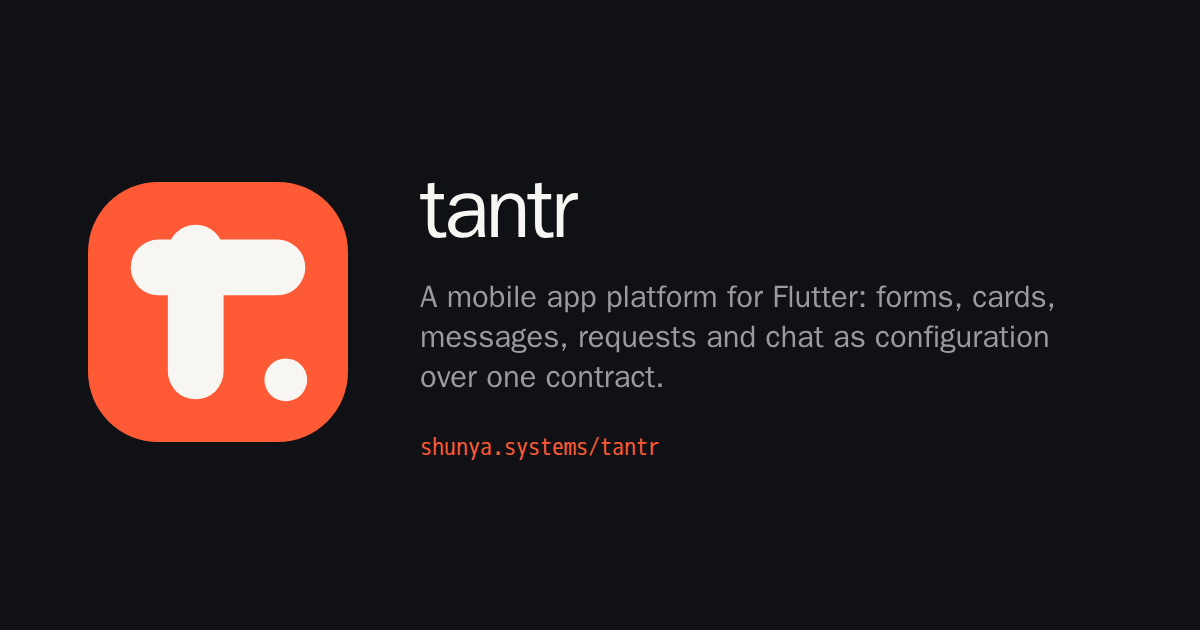 T.
tantr
A mobile app platform for Flutter: forms, cards,
messages, requests and chat as configuration
over one contract.
shunya.systems/tantr